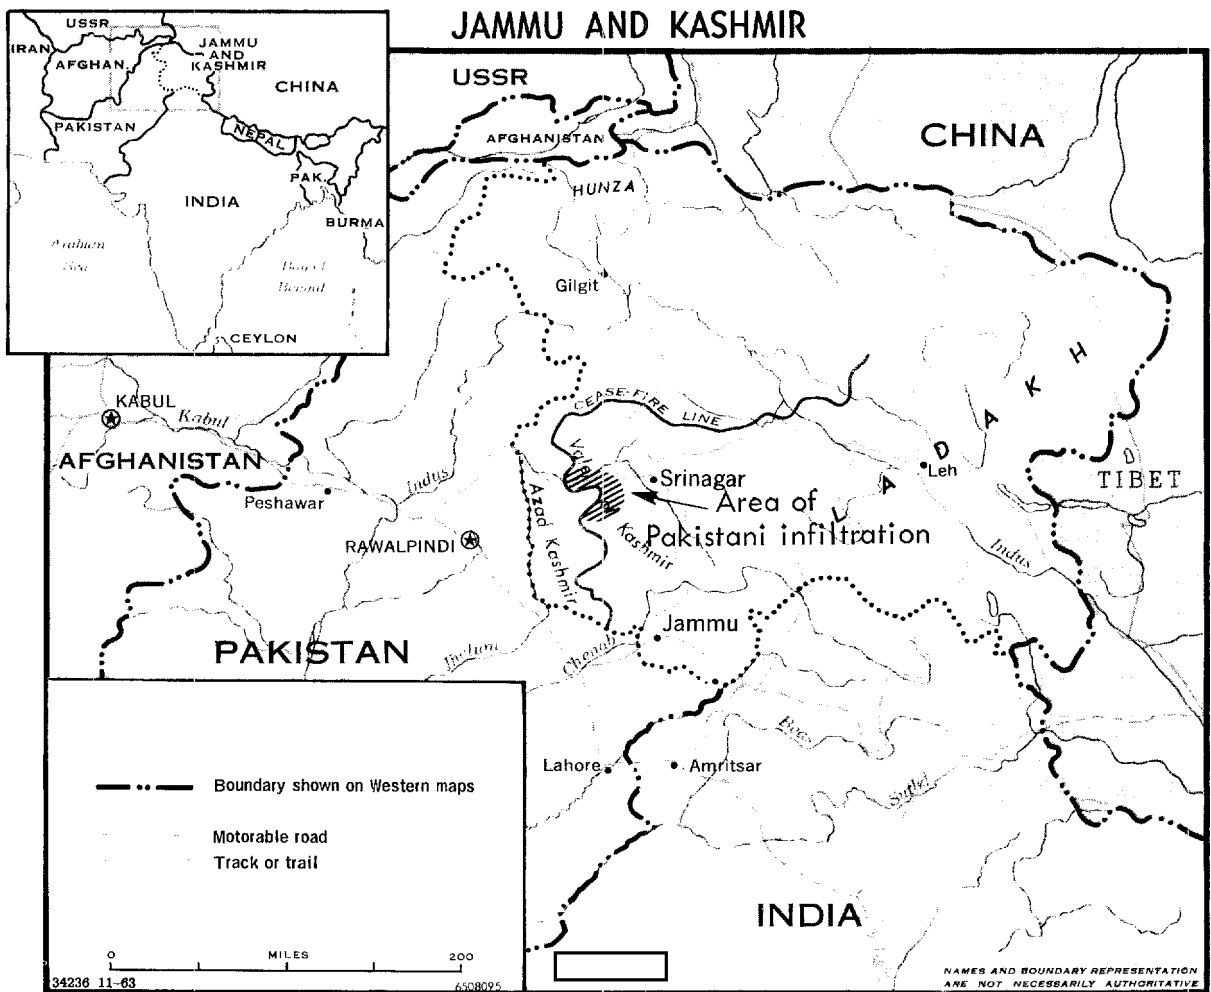 JAMMU AND KASHMIR
USSR
IRAN
AFGHAN.
JAMMU
AND
KASHMIR
CHINA
PAKISTAN
NEPAL
PAK.
INDIA
BURMA
Arabian
Sea
Bay of
Bengal
CEYLON
USSR
AFGHANISTAN
CHINA
HUNZA
Gilgit
LADAKH
CEASE-FIRE LINE
KABUL
Kabul
AFGHANISTAN
Peshawar
Indus
RAWALPINDI
Vale
Azad Kashmir
Kashmir
Srinagar
Area of
Pakistani infiltration
Leh
TIBET
Indus
PAKISTAN
Jhelum
Chenab
Jammu
Beas
Lahore
Amritsar
Sutlej
INDIA
Boundary shown on Western maps
Motorable road
Track or trail
0 MILES 200
34236 11-63
6508095
NAMES AND BOUNDARY REPRESENTATION
ARE NOT NECESSARILY AUTHORITATIVE